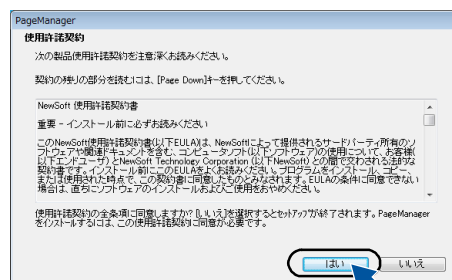 PageManager
使用許諾契約
次の製品使用許諾契約を注意深くお読みください。
契約の残りの部分を読むには、[Page Down]キーを押してください。
NewSoft 使用許諾契約書
重要 - インストール前に必ずお読みください
このNewSoft使用許諾契約書(以下EULA)は、NewSoftによって提供されるサードパーティ所有のソ
フトウェアや関連ドキュメントを含む、コンピュータソフト(以下ソフトウェア)の使用について、お客様(
以下エンドユーザ)とNewSoft Technology Corporation (以下NewSoft) との間で交わされる法的な
契約書です。インストール前にこのEULAをよくお読みください。プログラムをインストール、コピー、
または使用された時点で、この契約書に同意したものとみなされます。EULAの条件に同意できない
場合は、直ちにソフトウェアのインストールおよびご使用をおやめください。
使用許諾契約の全条項に同意しますか? [いいえ]を選択するとセットアップが終了されます。PageManager
をインストールするには、この使用許諾契約に同意が必要です。
はい
いいえ